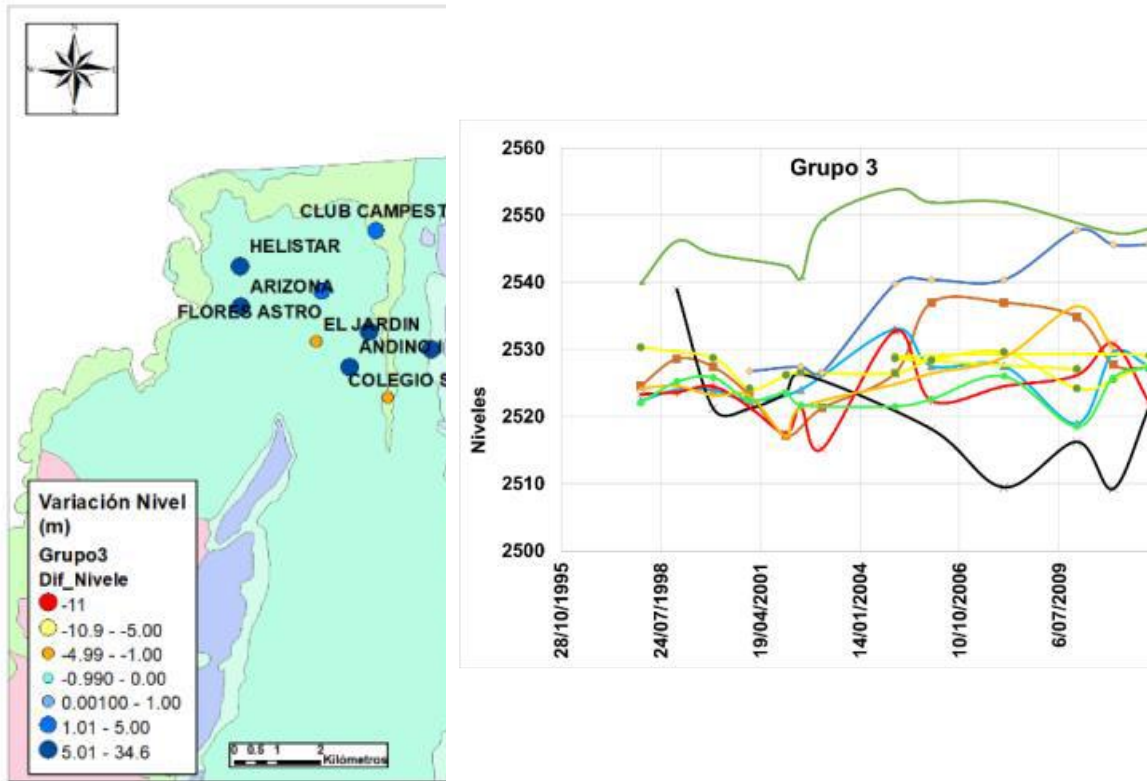 CLUB CAMPEST
HELISTAR
ARIZONA
FLORES ASTRO
EL JARDIN
ANDINO I
COLEGIO S
Variación Nivel
(m)
Grupo3
Dif_Nivele
-11
-10.9 - -5.00
-4.99 - -1.00
-0.990 - 0.00
0.00100 - 1.00
1.01 - 5.00
5.01 - 34.6
0 0.5 1 2
Kilómetros
Grupo 3
Niveles
2560
2550
2540
2530
2520
2510
2500
28/10/1995
24/07/1998
19/04/2001
14/01/2004
10/10/2006
6/07/2009